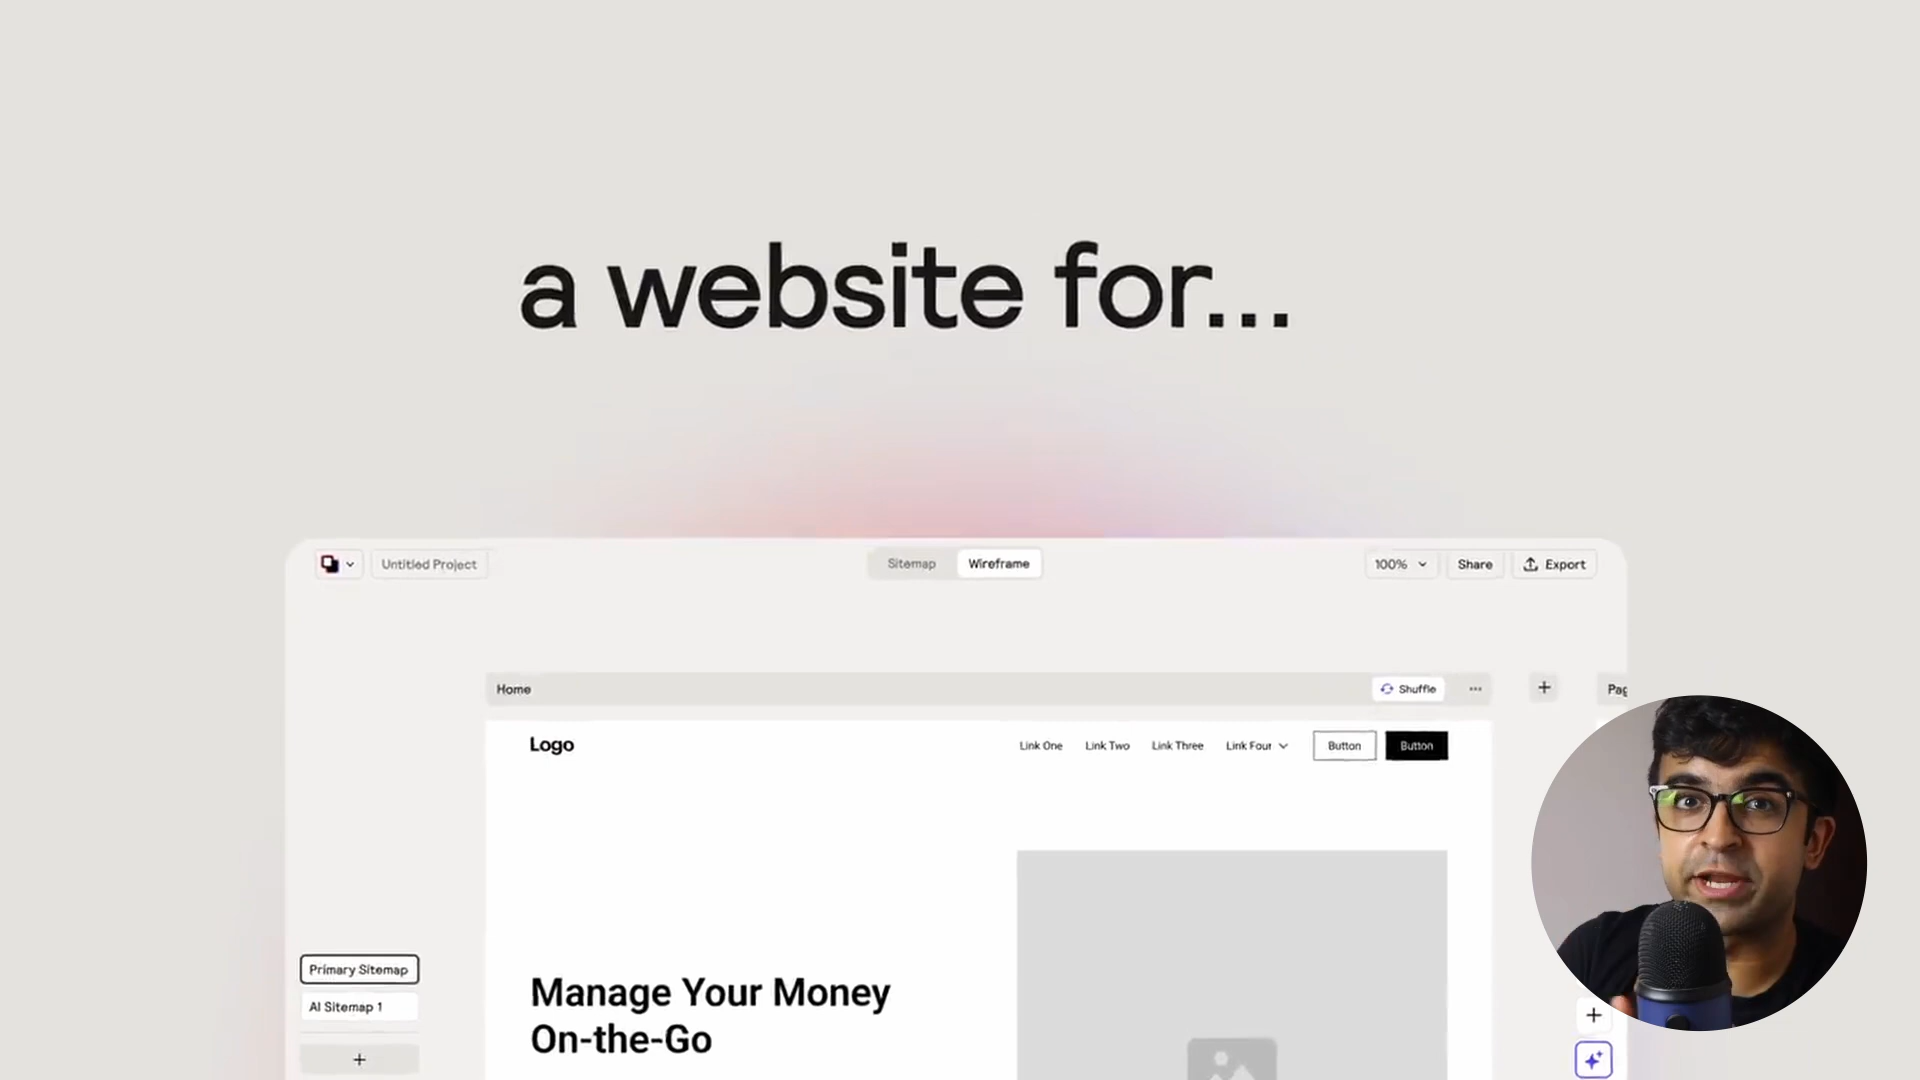 a website for...
Untitled Project
Sitemap
Wireframe
100%
Share
Export
Home
Shuffle
Logo
Link One
Link Two
Link Three
Link Four
Button
Button
Primary Sitemap
AI Sitemap 1
Manage Your Money
On-the-Go